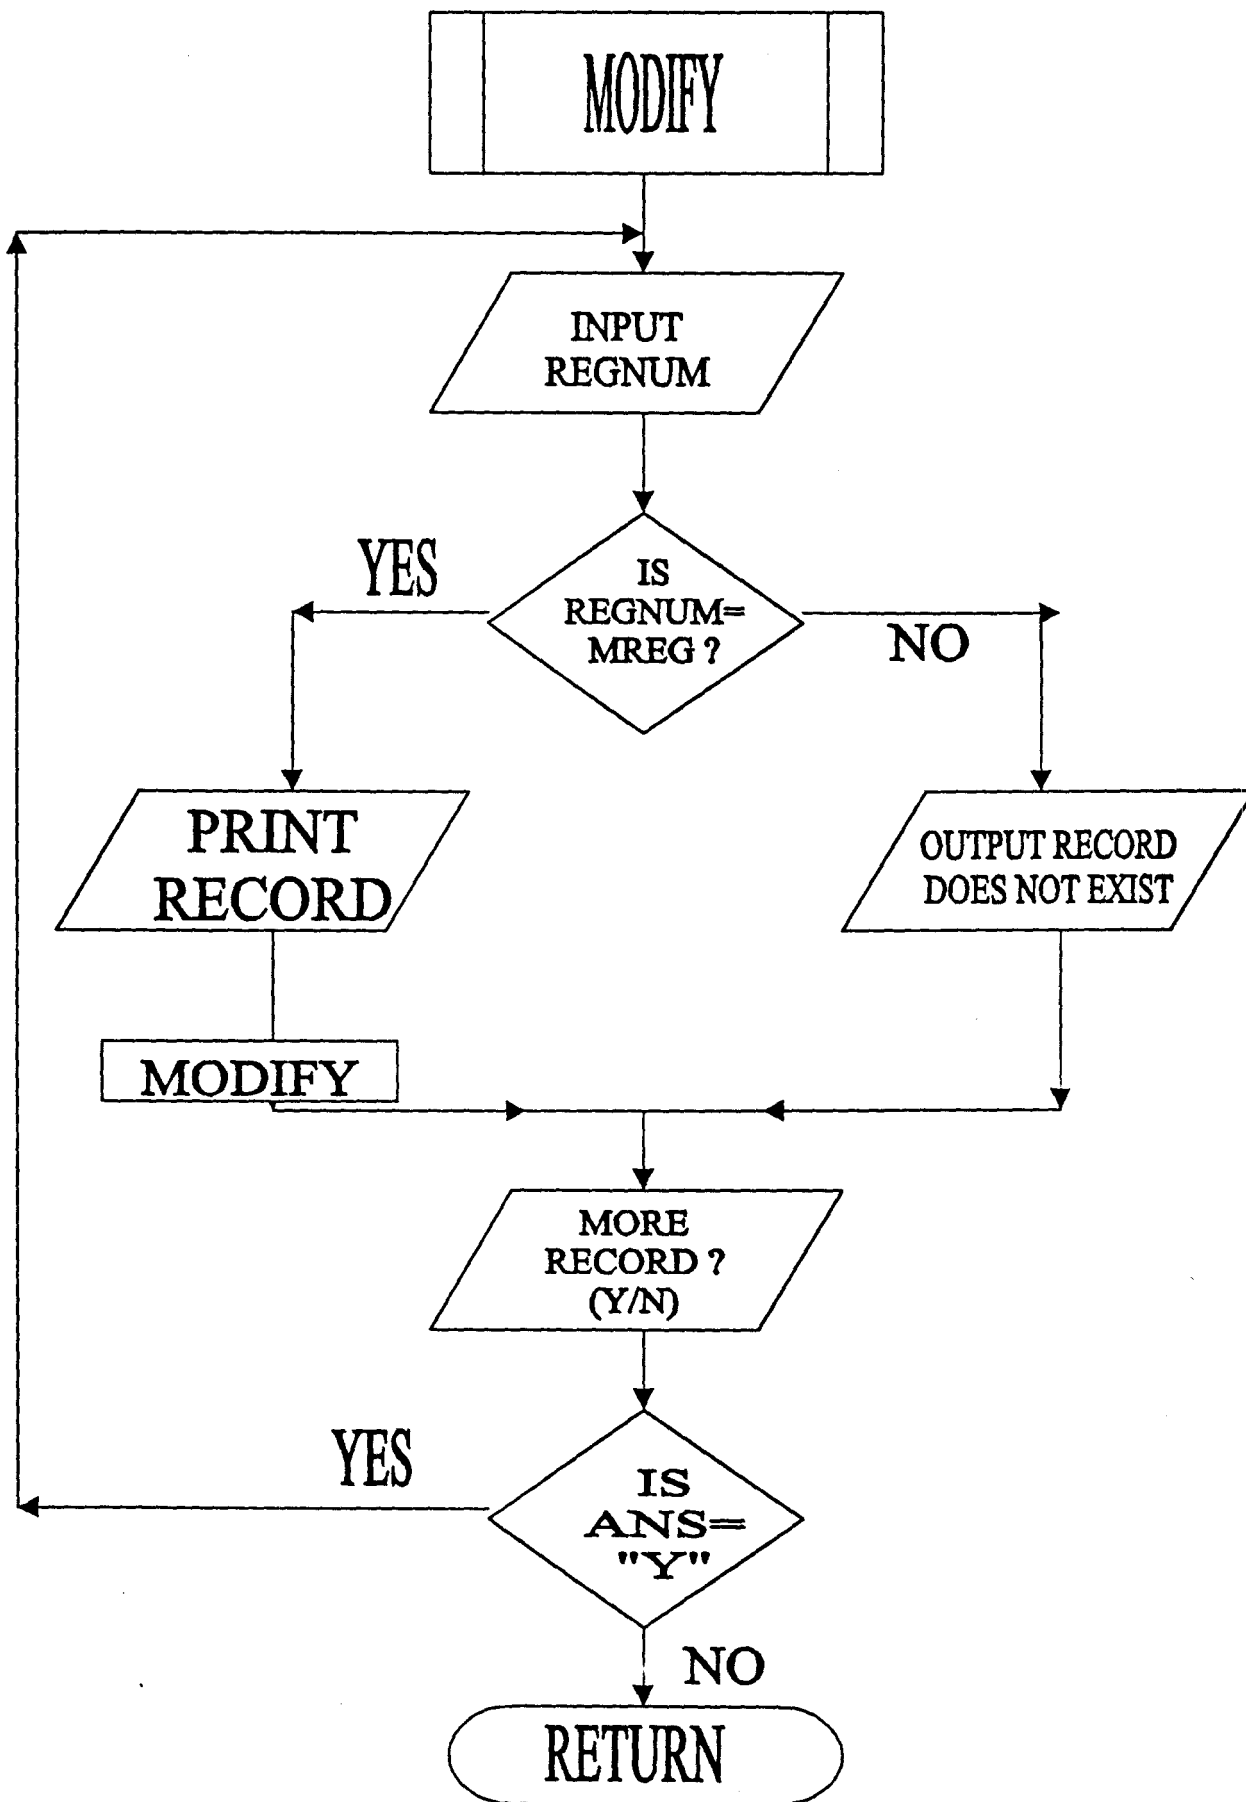 MODIFY
INPUT
REGNUM
YES
IS
REGNUM=
MREG ?
NO
PRINT
RECORD
OUTPUT RECORD
DOES NOT EXIST
MODIFY
MORE
RECORD ?
(Y/N)
YES
IS
ANS=
"Y"
NO
RETURN